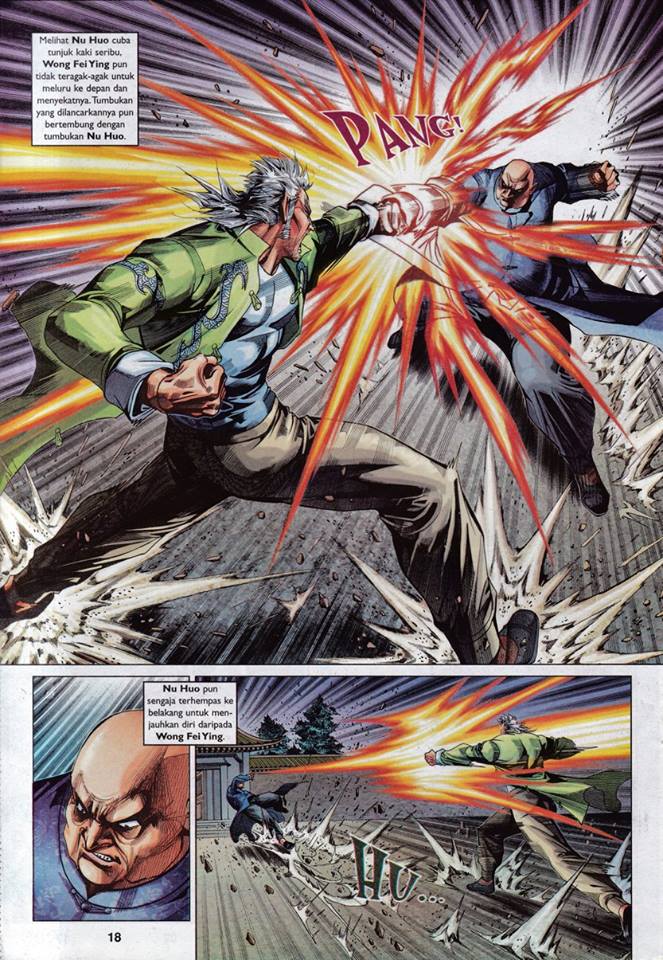 Melihat Nu Huo cuba
tunjuk kaki seribu,
Wong Fei Ying pun
tidak teragak-agak untuk
meluru ke depan dan
menyekatnya. Tumbukan
yang dilancarkannya pun
bertembung dengan
tumbukan Nu Huo.
PANG!
Nu Huo pun
sengaja terhempas ke
belakang untuk men-
jauhkan diri daripada
Wong Fei Ying.
HU...
18